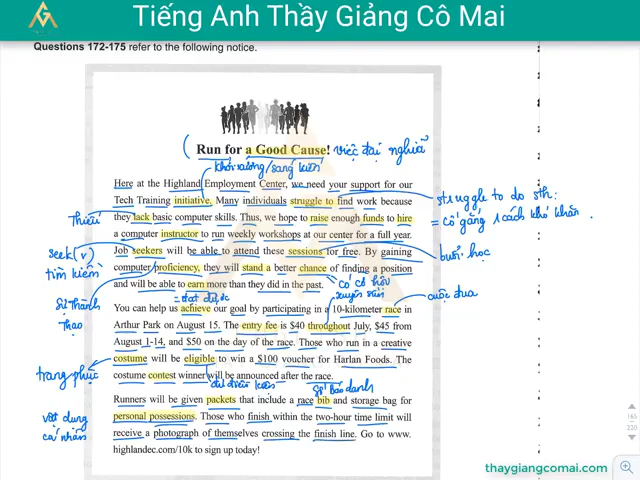 Tiếng Anh Thầy Giảng Cô Mai
Questions 172-175 refer to the following notice.
Run for a Good Cause! việc đại nghĩa
khởi xướng/sáng kiến
Here at the Highland Employment Center, we need your support for our
Tech Training initiative. Many individuals struggle to find work because
struggle to do sth:
they lack basic computer skills. Thus, we hope to raise enough funds to hire
Thiếu
= cố gắng 1 cách khó khăn.
a computer instructor to run weekly workshops at our center for a full year.
Job seekers will be able to attend these sessions for free. By gaining
seek (v)
buổi học
computer proficiency, they will stand a better chance of finding a position
tìm kiếm
and will be able to earn more than they did in the past.
có cơ hội
= đạt được
xuyên suốt
cuộc đua
sự thành
thạo
You can help us achieve our goal by participating in a 10-kilometer race in
Arthur Park on August 15. The entry fee is $40 throughout July, $45 from
August 1-14, and $50 on the day of the race. Those who run in a creative
costume will be eligible to win a $100 voucher for Harlan Foods. The
trang phục
costume contest winner will be announced after the race.
đủ điều kiện
số báo danh
Runners will be given packets that include a race bib and storage bag for
personal possessions. Those who finish within the two-hour time limit will
vật dụng
cá nhân
receive a photograph of themselves crossing the finish line. Go to www.
highlandec.com/10k to sign up today!
165
220
thaygiangcomai.com